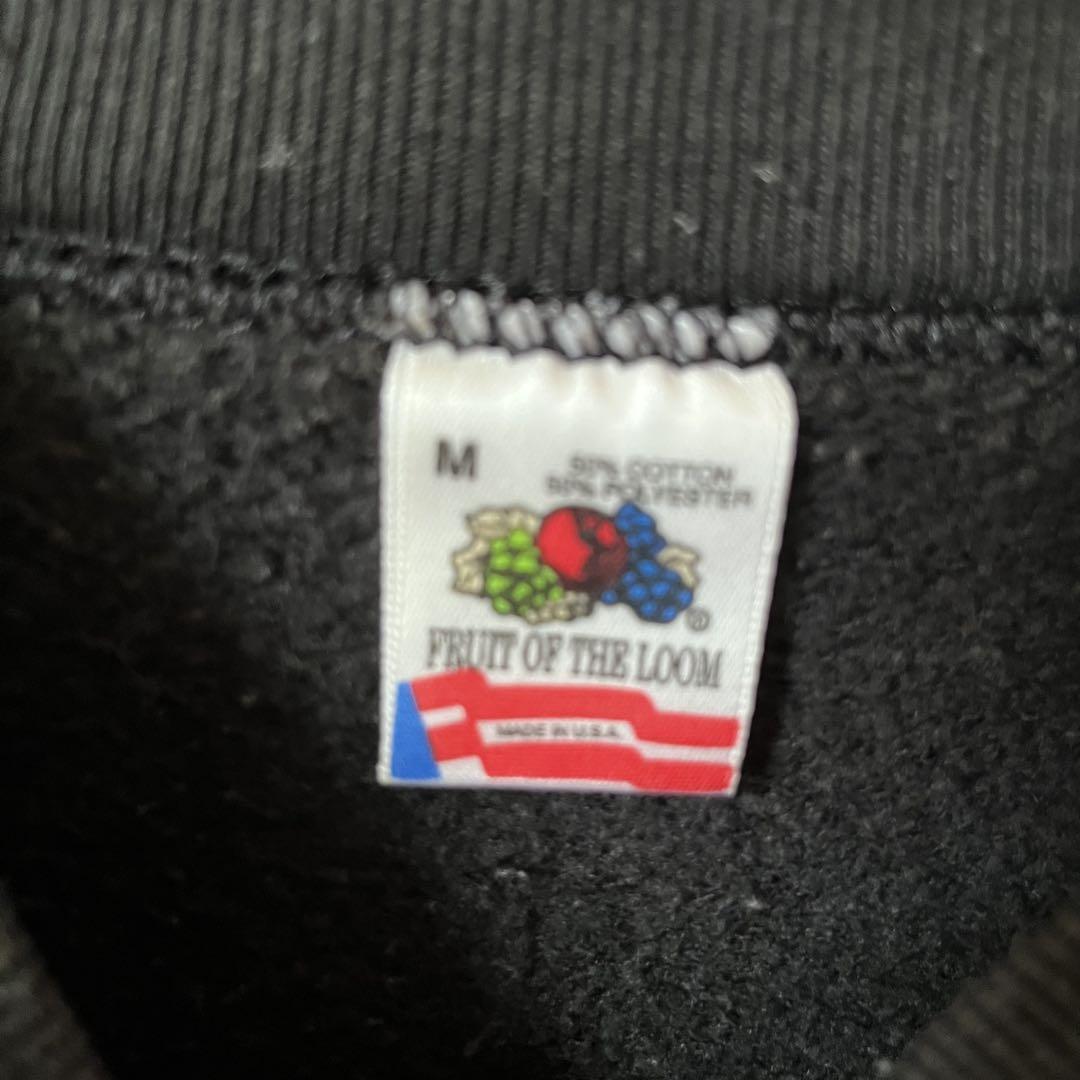 M
50% COTTON
50% POLYESTER
®
FRUIT OF THE LOOM
MADE IN U.S.A.